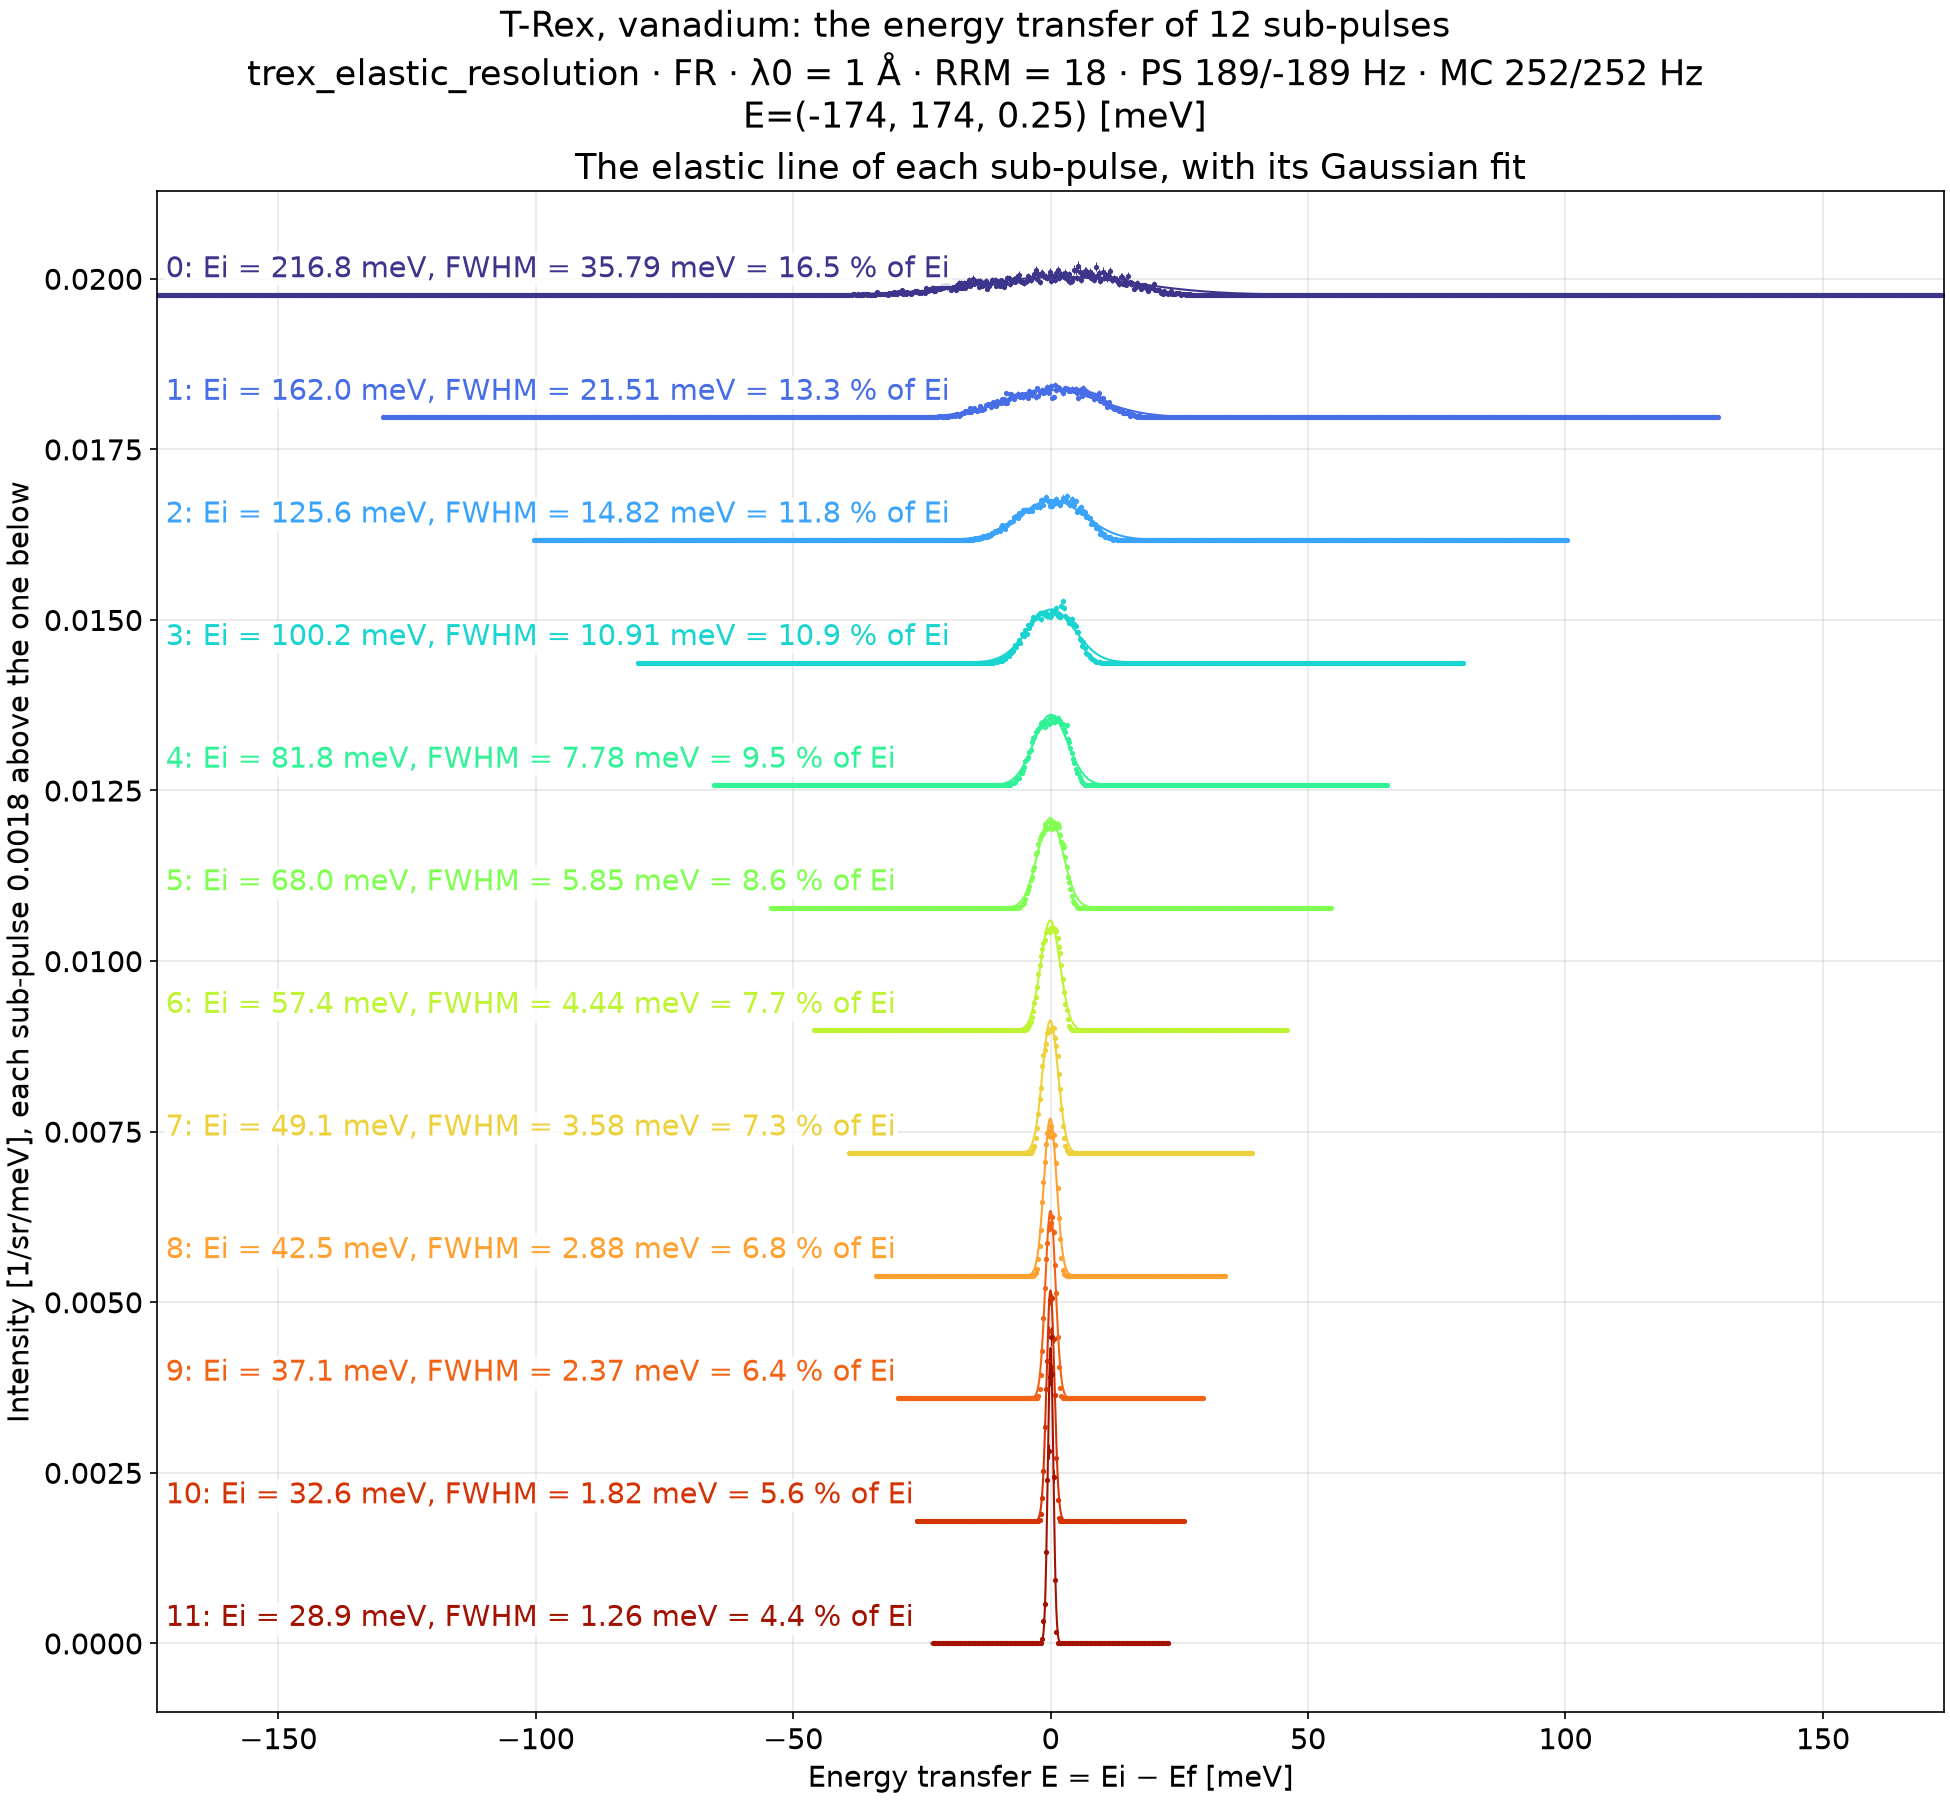 T-Rex, vanadium: the energy transfer of 12 sub-pulses
trex_elastic_resolution · FR · λ0 = 1 Å · RRM = 18 · PS 189/-189 Hz · MC 252/252 Hz
E=(-174, 174, 0.25) [meV]
The elastic line of each sub-pulse, with its Gaussian fit
Intensity [1/sr/meV], each sub-pulse 0.0018 above the one below
0.0200
0.0175
0.0150
0.0125
0.0100
0.0075
0.0050
0.0025
0.0000
0: Ei = 216.8 meV, FWHM = 35.79 meV = 16.5 % of Ei
1: Ei = 162.0 meV, FWHM = 21.51 meV = 13.3 % of Ei
2: Ei = 125.6 meV, FWHM = 14.82 meV = 11.8 % of Ei
3: Ei = 100.2 meV, FWHM = 10.91 meV = 10.9 % of Ei
4: Ei = 81.8 meV, FWHM = 7.78 meV = 9.5 % of Ei
5: Ei = 68.0 meV, FWHM = 5.85 meV = 8.6 % of Ei
6: Ei = 57.4 meV, FWHM = 4.44 meV = 7.7 % of Ei
7: Ei = 49.1 meV, FWHM = 3.58 meV = 7.3 % of Ei
8: Ei = 42.5 meV, FWHM = 2.88 meV = 6.8 % of Ei
9: Ei = 37.1 meV, FWHM = 2.37 meV = 6.4 % of Ei
10: Ei = 32.6 meV, FWHM = 1.82 meV = 5.6 % of Ei
11: Ei = 28.9 meV, FWHM = 1.26 meV = 4.4 % of Ei
−150 −100 −50 0 50 100 150
Energy transfer E = Ei − Ef [meV]